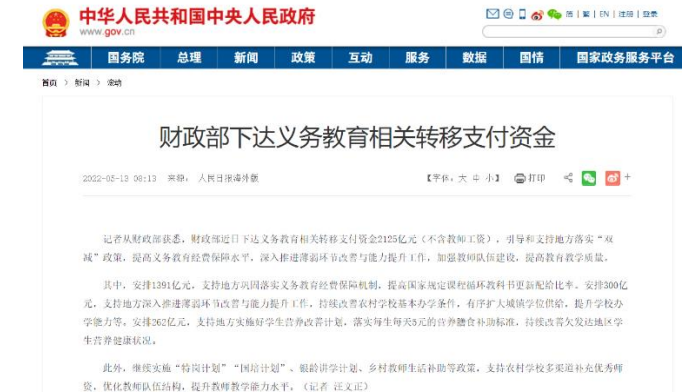 中华人民共和国中央人民政府
www.gov.cn
简 | 繁 | EN | 注册 | 登录
国务院 总理 新闻 政策 互动 服务 数据 国情 国家政务服务平台
首页 > 新闻 > 滚动
财政部下达义务教育相关转移支付资金
2022-05-13 08:13 来源： 人民日报海外版 【字体：大 中 小】 打印
记者从财政部获悉，财政部近日下达义务教育相关转移支付资金2125亿元（不含教师工资），引导和支持地方落实“双
减”政策，提高义务教育经费保障水平，深入推进薄弱环节改善与能力提升工作，加强教师队伍建设，提高教育教学质量。
其中，安排1391亿元，支持地方巩固落实义务教育经费保障机制，提高国家规定课程循环教科书更新配给比率。安排300亿
元，支持地方深入推进薄弱环节改善与能力提升工作，持续改善农村学校基本办学条件，有序扩大城镇学位供给，提升学校办
学能力等。安排262亿元，支持地方实施好学生营养改善计划，落实每生每天5元的营养膳食补助标准，持续改善欠发达地区学
生营养健康状况。
此外，继续实施“特岗计划”“国培计划”、银龄讲学计划、乡村教师生活补助等政策，支持农村学校多渠道补充优秀师
资，优化教师队伍结构，提升教师教学能力水平。（记者 汪文正）